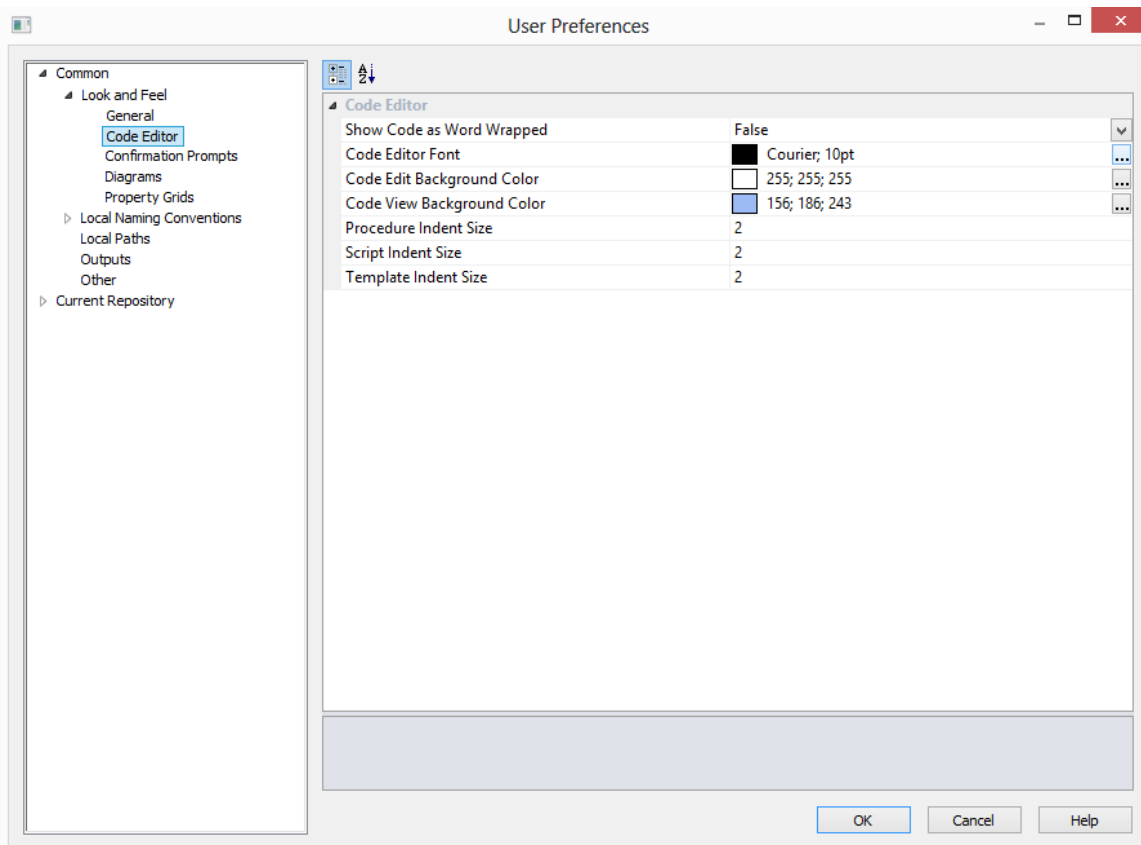 User Preferences
Common
Look and Feel
General
Code Editor
Confirmation Prompts
Diagrams
Property Grids
Local Naming Conventions
Local Paths
Outputs
Other
Current Repository
Code Editor
Show Code as Word Wrapped False
Code Editor Font Courier; 10pt
Code Edit Background Color 255; 255; 255
Code View Background Color 156; 186; 243
Procedure Indent Size 2
Script Indent Size 2
Template Indent Size 2
OK Cancel Help